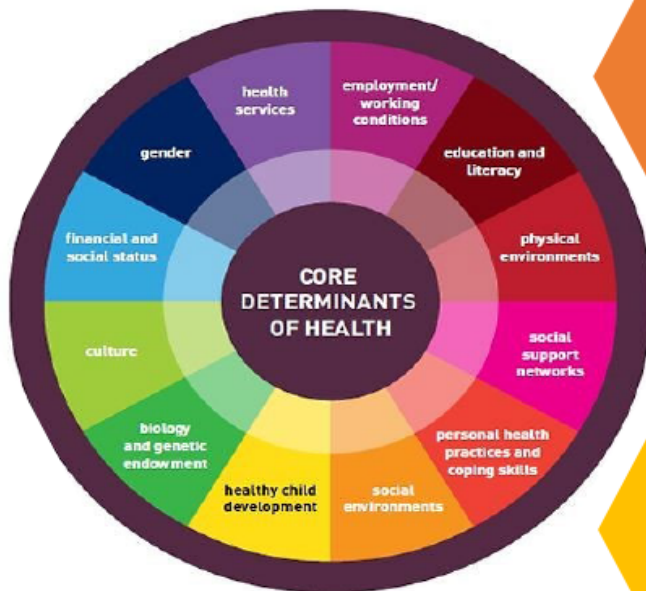 CORE
DETERMINANTS
OF HEALTH
health
services
employment/
working
conditions
education and
literacy
physical
environments
social
support
networks
personal health
practices and
coping skills
social
environments
healthy child
development
biology
and genetic
endowment
culture
financial and
social status
gender